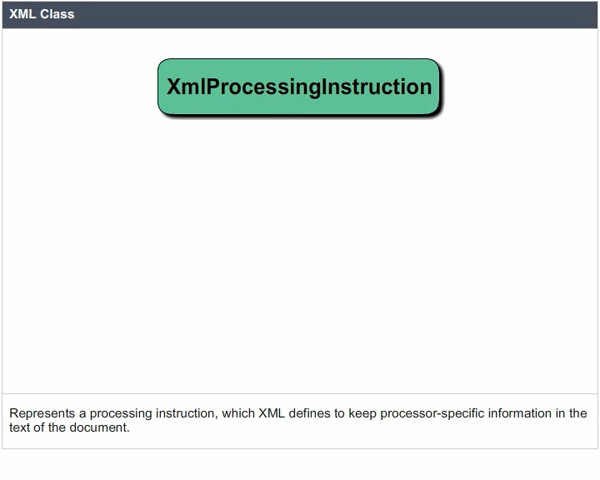 XML Class
XmlProcessingInstruction
Represents a processing instruction, which XML defines to keep processor-specific information in the
text of the document.